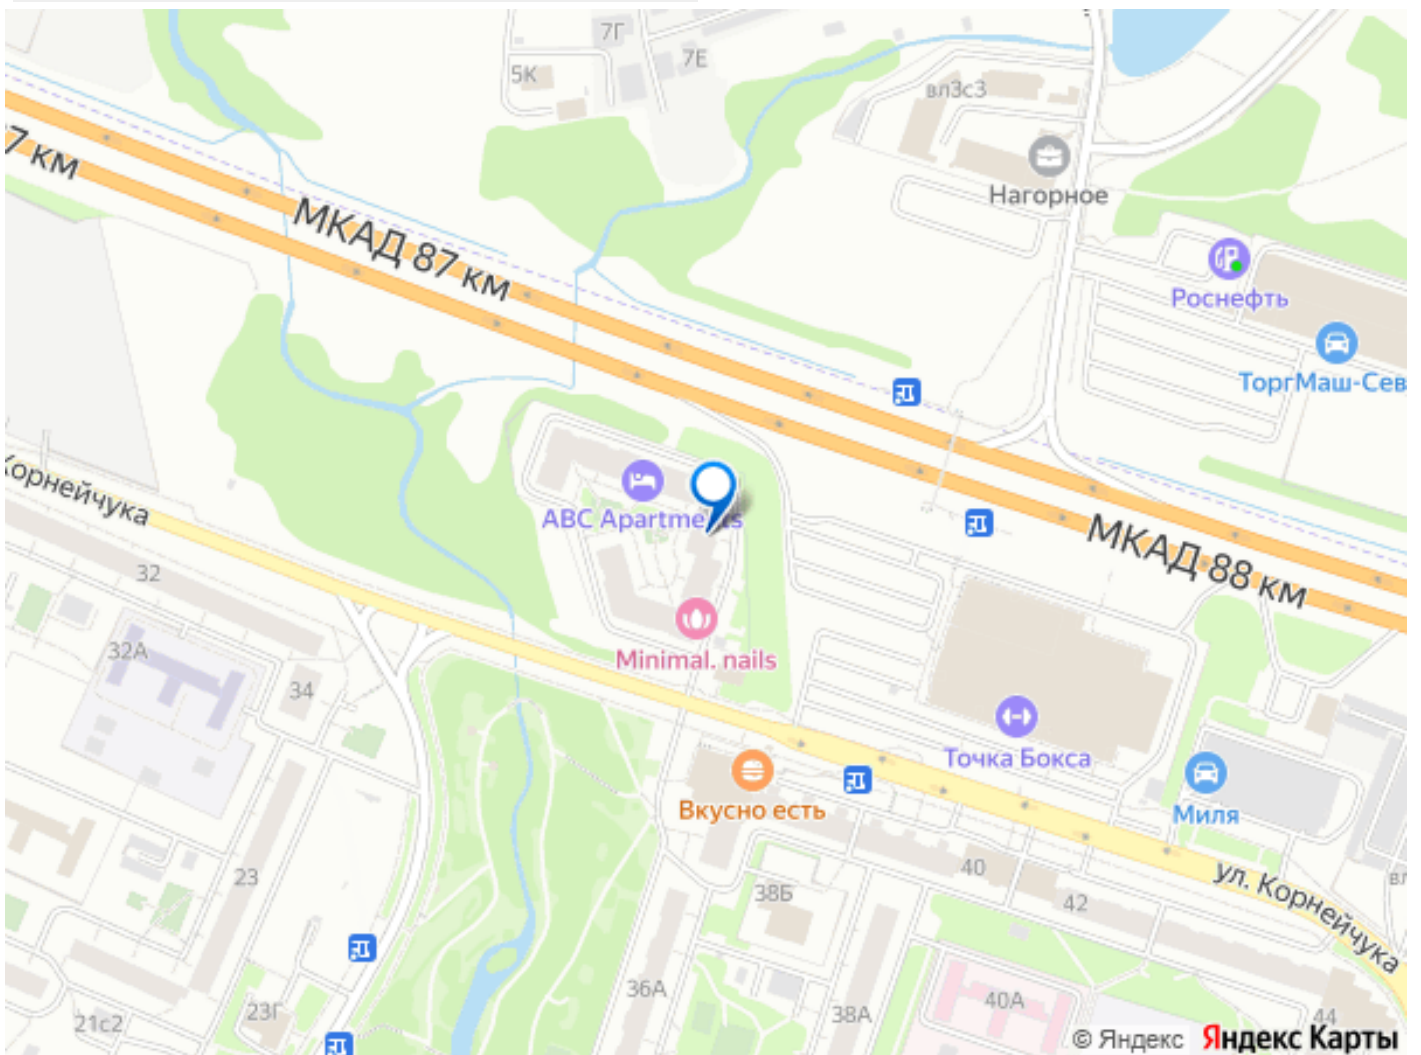 7Г
7Е
5К
вл3с3
7 км
Нагорное
МКАД 87 км
Роснефть
ТоргМаш-Сев
Корнейчука
ABC Apartments
МКАД 88 км
32
32А
34
Minimal. nails
Точка Бокса
Вкусно есть
Миля
ул. Корнейчука
23
38Б
40
42
вл
36А
38А
40А
44
23Г
21с2
© Яндекс Яндекс Карты